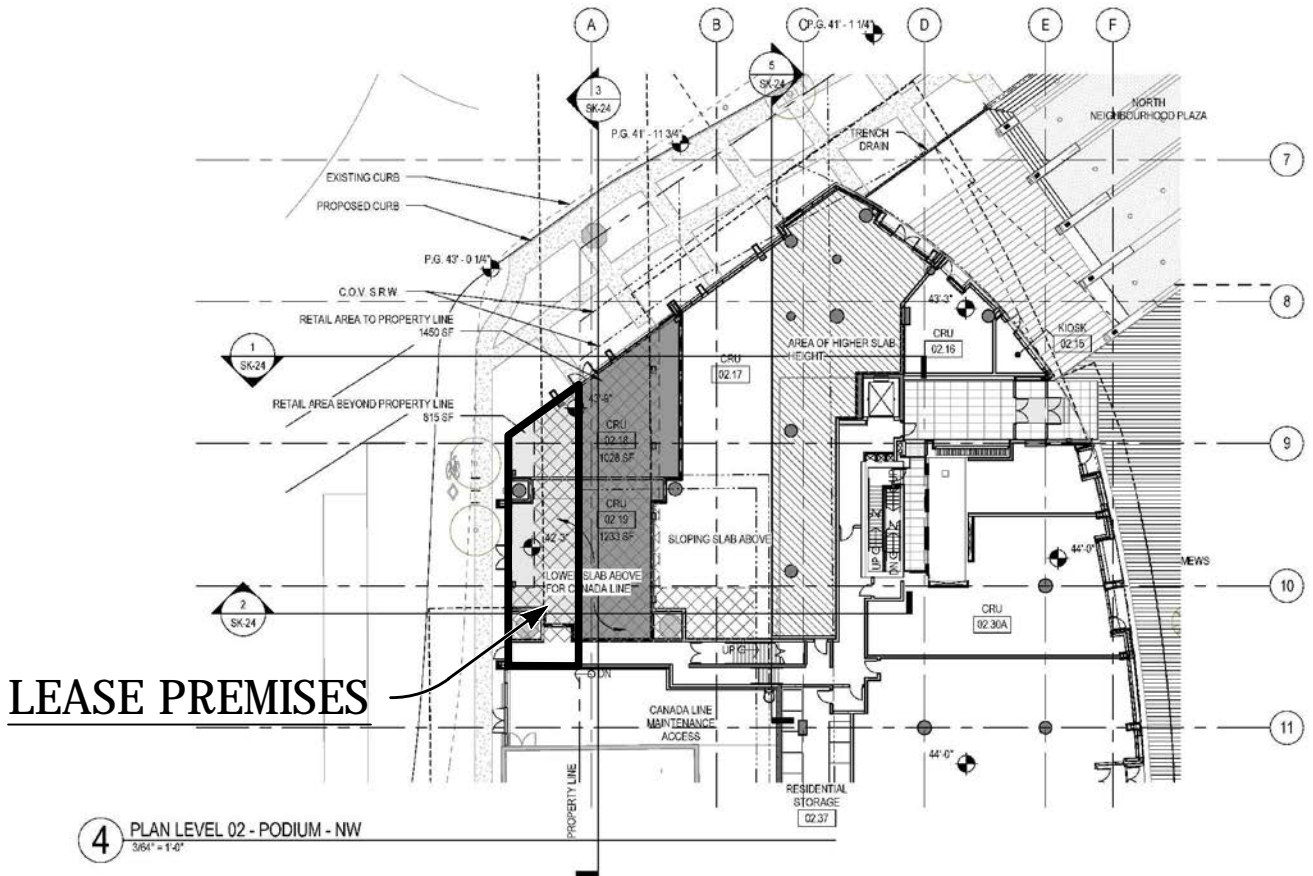 A
B
C
P.G. 41' - 1 1/4"
D
E
F
5
SK-24
3
SK-24
NORTH
NEIGHBOURHOOD PLAZA
P.G. 41' - 11 3/4"
TRENCH
DRAIN
7
EXISTING CURB
PROPOSED CURB
P.G. 43' - 0 1/4"
C.O.V. S.R.W.
8
43'-3"
RETAIL AREA TO PROPERTY LINE
1450 SF
KIOSK
02.15
CRU
02.16
AREA OF HIGHER SLAB
HEIGHT
1
SK-24
CRU
02.17
RETAIL AREA BEYOND PROPERTY LINE
815 SF
43'-9"
CRU
02.18
1028 SF
9
CRU
02.19
1233 SF
42'-3"
SLOPING SLAB ABOVE
UP
DN
44'-0"
MEWS
LOWER SLAB ABOVE
FOR CANADA LINE
10
2
SK-24
CRU
02.30A
UP
DN
LEASE PREMISES
CANADA LINE
MAINTENANCE
ACCESS
11
44'-0"
PROPERTY LINE
RESIDENTIAL
STORAGE
02.37
4
PLAN LEVEL 02 - PODIUM - NW
3/64" = 1'-0"